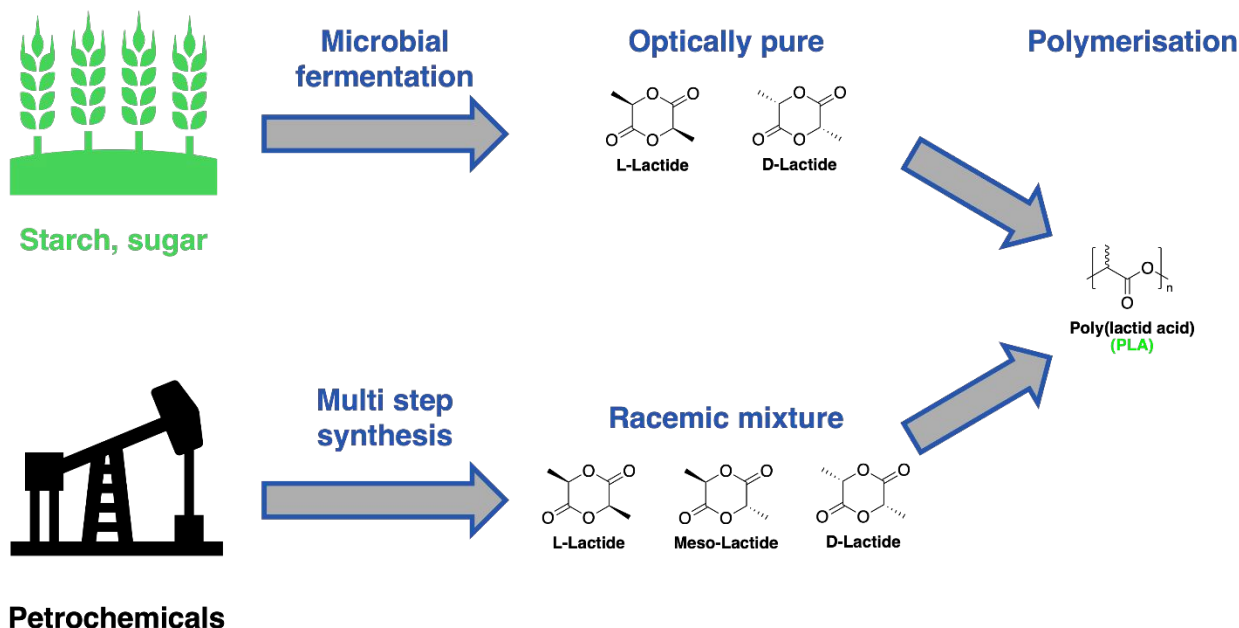 Microbial
fermentation
Optically pure
Polymerisation
O
O
O
O
L-Lactide
O
O
O
O
D-Lactide
Starch, sugar
O
O
n
Poly(lactid acid)
(PLA)
Multi step
synthesis
Racemic mixture
O
O
O
O
L-Lactide
O
O
O
O
Meso-Lactide
O
O
O
O
D-Lactide
Petrochemicals